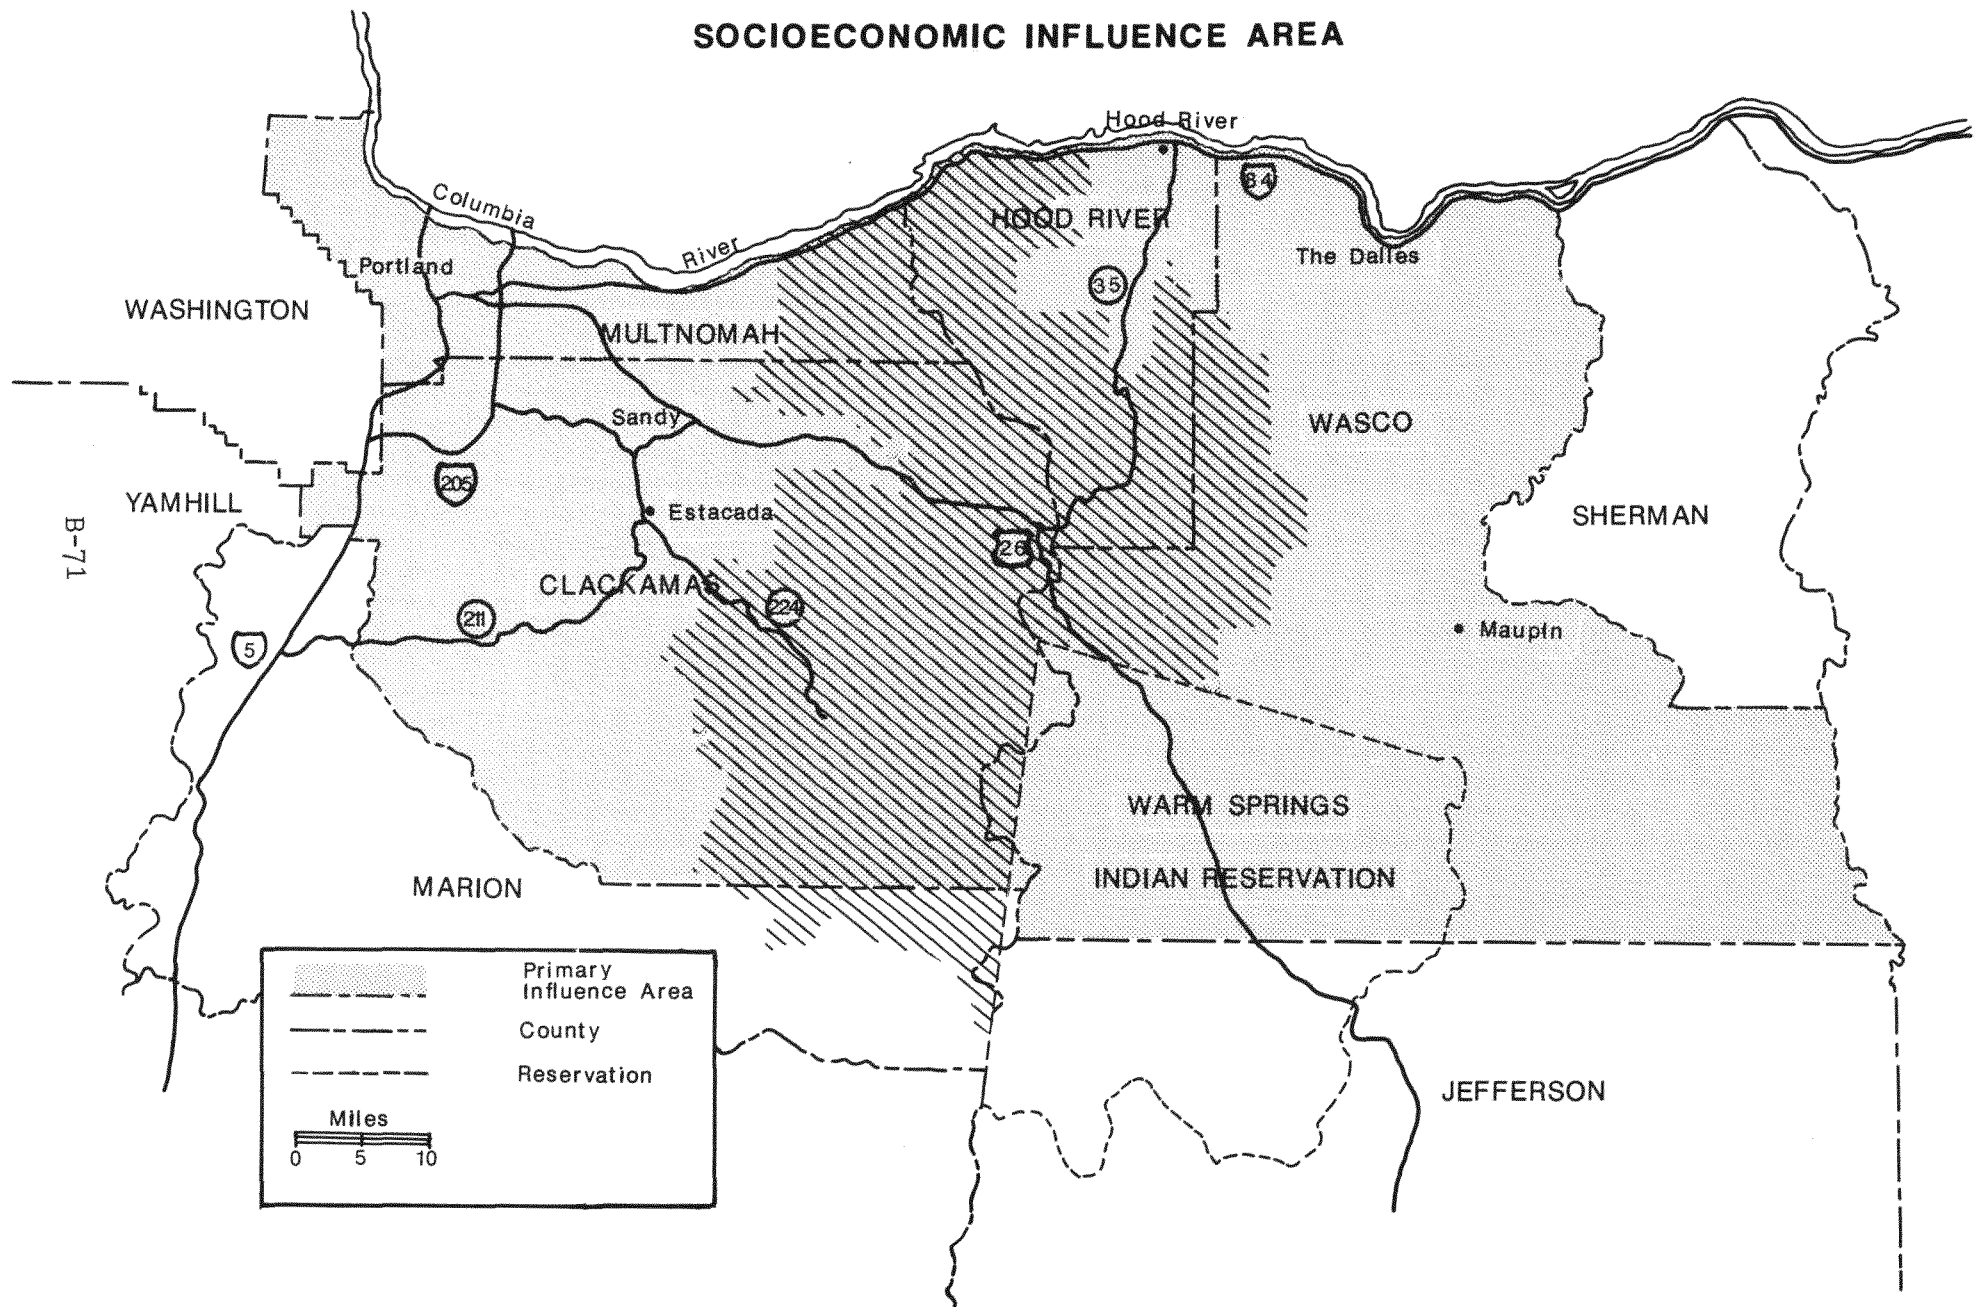 SOCIOECONOMIC INFLUENCE AREA
Hood River
Columbia
River
84
HOOD RIVER
Portland
The Dalles
35
WASHINGTON
MULTNOMAH
Sandy
WASCO
205
YAMHILL
Estacada
SHERMAN
B-71
26
CLACKAMAS
224
211
5
Maupin
WARM SPRINGS
INDIAN RESERVATION
MARION
Primary
Influence Area
County
Reservation
Miles
0 5 10
JEFFERSON